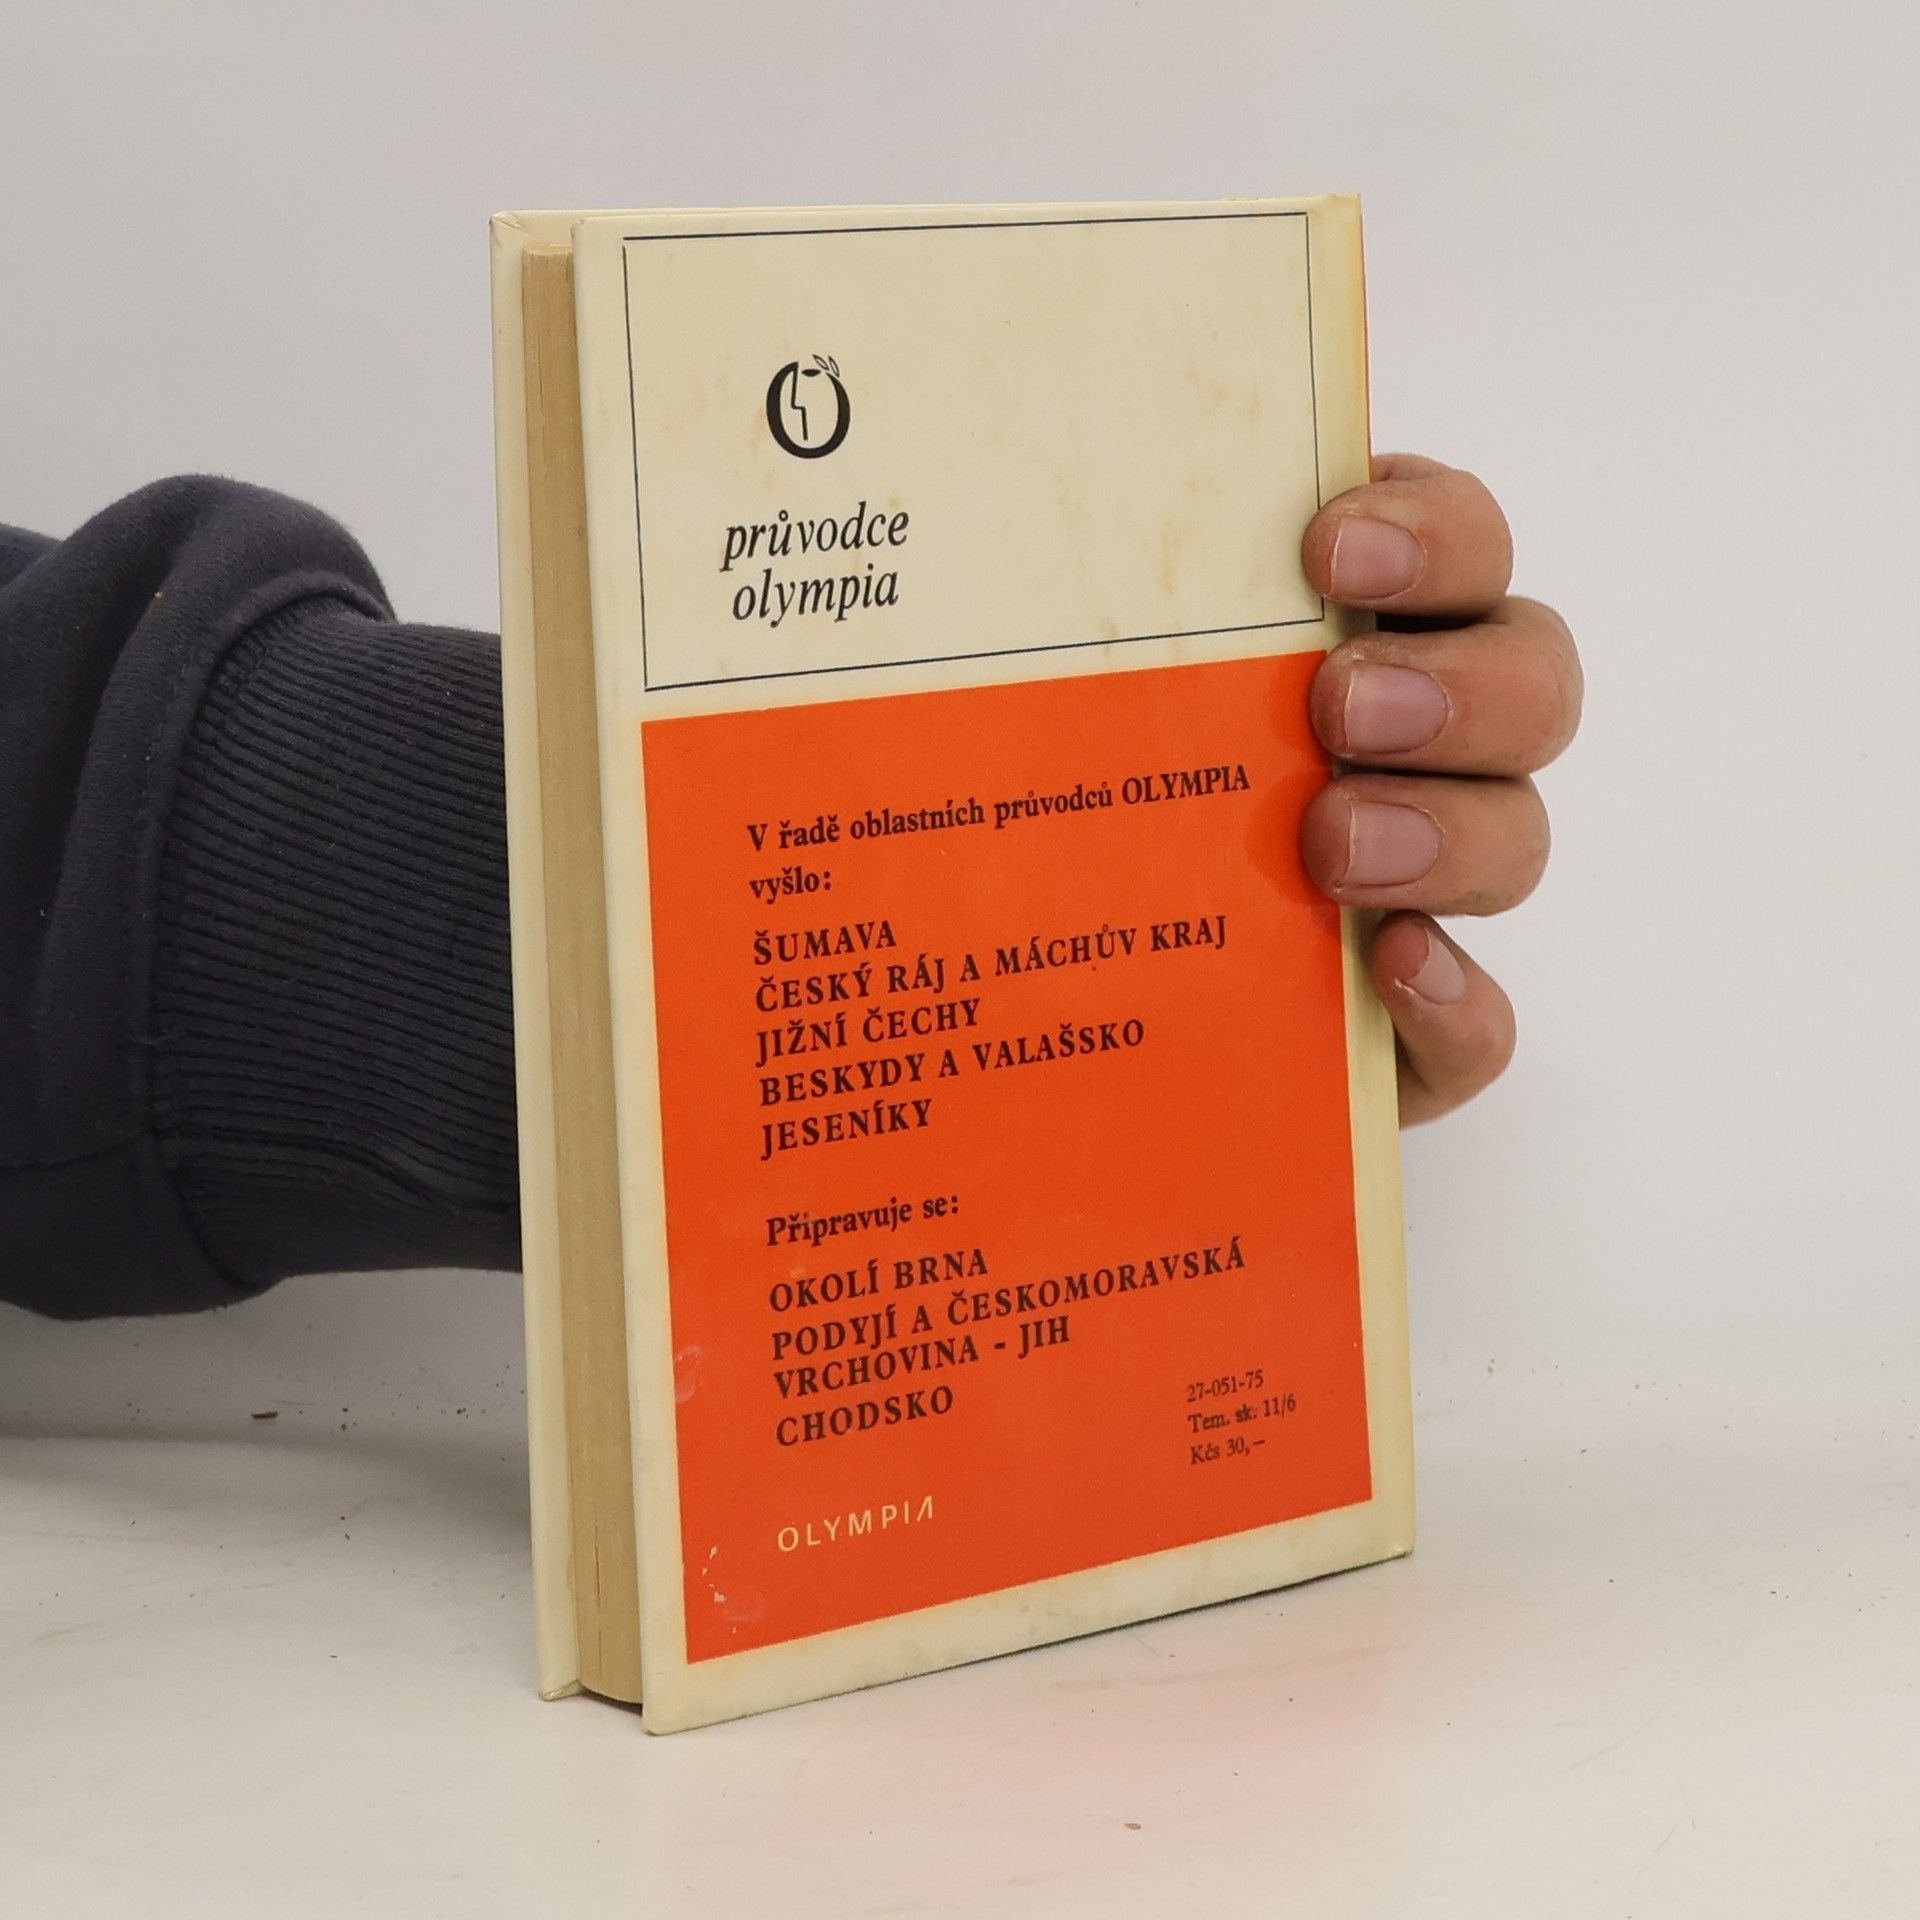 průvodce
olympia
V řadě oblastních průvodců OLYMPIA
vyšlo:
ŠUMAVA
ČESKÝ RÁJ A MÁCHŮV KRAJ
JIŽNÍ ČECHY
BESKYDY A VALAŠSKO
JESENÍKY
Připravuje se:
OKOLÍ BRNA
PODYJÍ A ČESKOMORAVSKÁ
VRCHOVINA - JIH
CHODSKO
27-051-75
Tem. sk. 11/6
Kčs 30,—
OLYMPIA